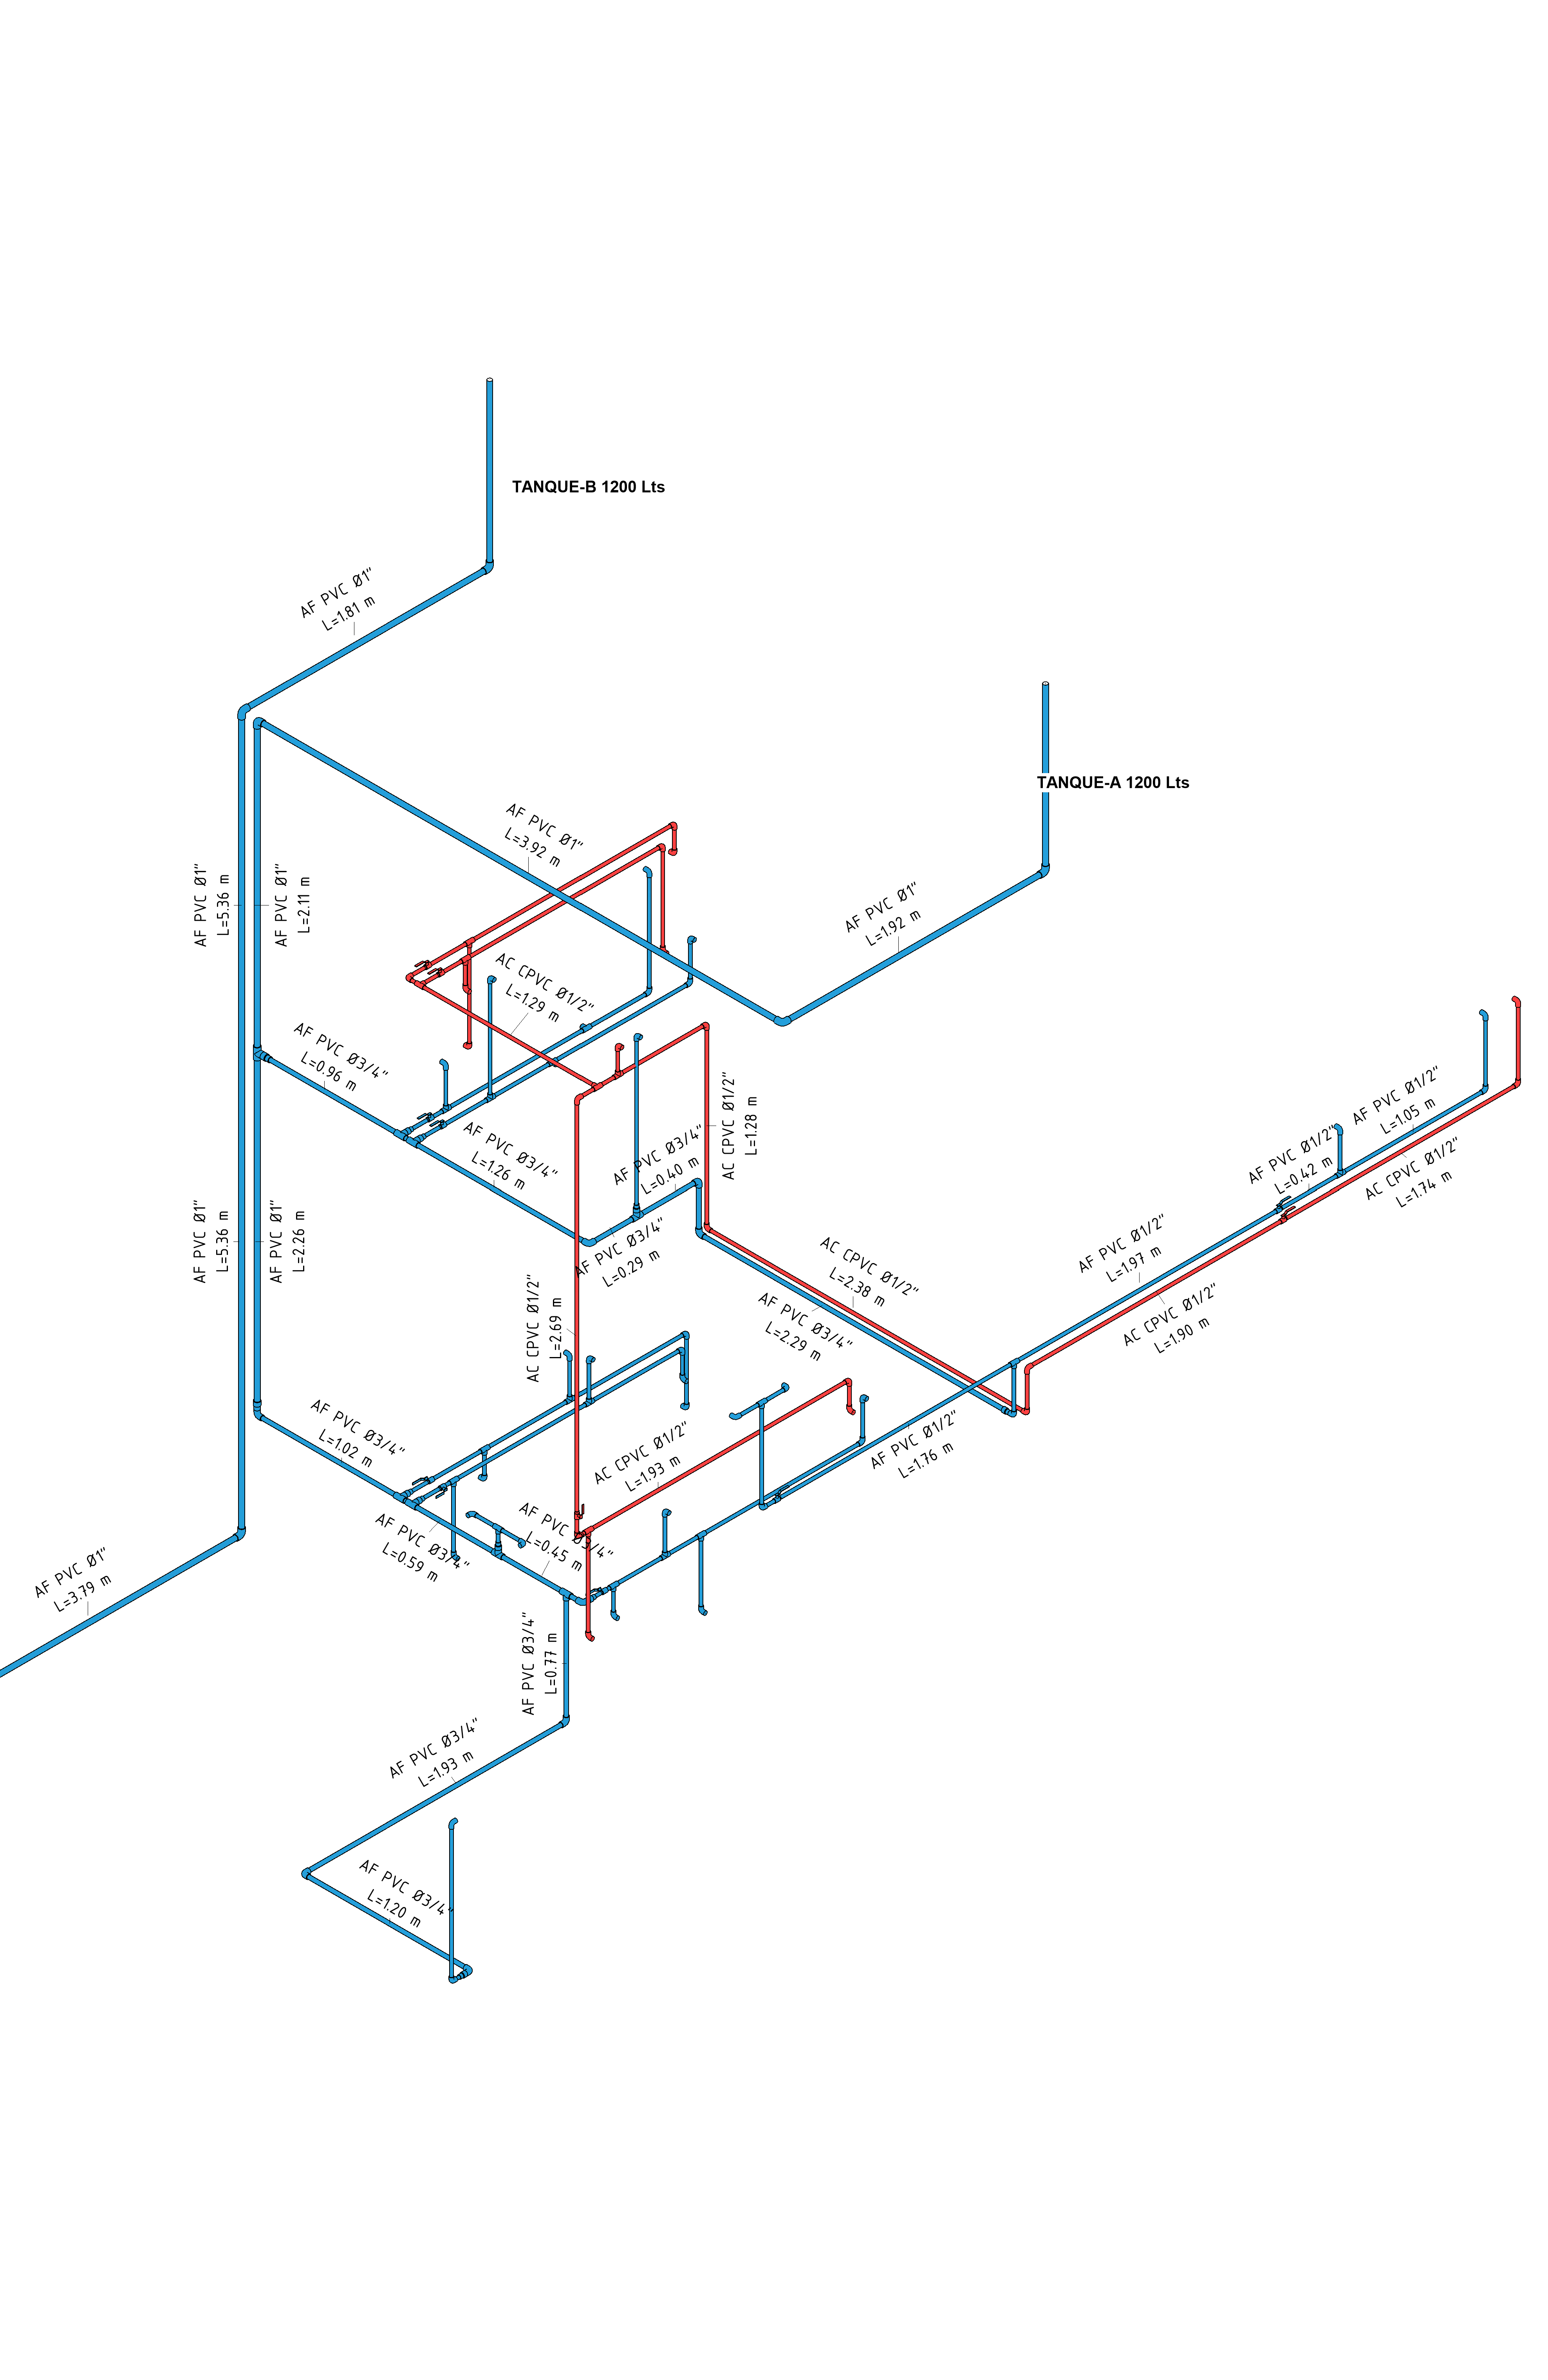 TANQUE-B 1200 Lts
AF PVC Ø1"
L=1.81 m
TANQUE-A 1200 Lts
AF PVC Ø1"
L=3.92 m
AF PVC Ø1"
L=5.36 m
AF PVC Ø1"
L=2.11 m
AF PVC Ø1"
L=1.92 m
AC CPVC Ø1/2"
L=1.29 m
AF PVC Ø3/4"
L=0.96 m
AF PVC Ø3/4"
L=1.26 m
AF PVC Ø3/4"
L=0.40 m
AC CPVC Ø1/2"
L=1.28 m
AF PVC Ø1/2"
L=1.05 m
AF PVC Ø1/2"
L=0.42 m
AC CPVC Ø1/2"
L=1.74 m
AF PVC Ø1"
L=5.36 m
AF PVC Ø1"
L=2.26 m
AF PVC Ø3/4"
L=0.29 m
AF PVC Ø1/2"
L=1.97 m
AC CPVC Ø1/2"
L=2.38 m
AF PVC Ø3/4"
L=2.29 m
AC CPVC Ø1/2"
L=1.90 m
AC CPVC Ø1/2"
L=2.69 m
AF PVC Ø3/4"
L=1.02 m
AC CPVC Ø1/2"
L=1.93 m
AF PVC Ø1/2"
L=1.76 m
AF PVC Ø3/4"
L=0.59 m
AF PVC Ø3/4"
L=0.45 m
AF PVC Ø1"
L=3.79 m
AF PVC Ø3/4"
L=0.77 m
AF PVC Ø3/4"
L=1.93 m
AF PVC Ø3/4"
L=1.20 m